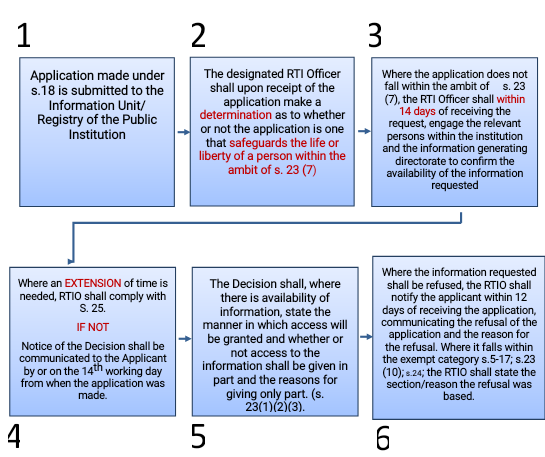 1
Application made under
s.18 is submitted to the
Information Unit/
Registry of the Public
Institution
2
The designated RTI Officer
shall upon receipt of the
application make a
determination as to whether
or not the application is one
that safeguards the life or
liberty of a person within the
ambit of s. 23 (7)
3
Where the application does not
fall within the ambit of s. 23
(7), the RTI Officer shall within
14 days of receiving the
request, engage the relevant
persons within the institution
and the information generating
directorate to confirm the
availability of the information
requested
Where an EXTENSION of time is
needed, RTIO shall comply with
S. 25.
IF NOT
Notice of the Decision shall be
communicated to the Applicant
by or on the 14th working day
from when the application was
made.
4
The Decision shall, where
there is availability of
information, state the
manner in which access will
be granted and whether or
not access to the
information shall be given in
part and the reasons for
giving only part. (s.
23(1)(2)(3).
5
Where the information requested
shall be refused, the RTIO shall
notify the applicant within 12
days of receiving the application,
communicating the refusal of the
application and the reason for
the refusal. Where it falls within
the exempt category s.5-17; s.23
(10); s.24; the RTIO shall state the
section/reason the refusal was
based.
6